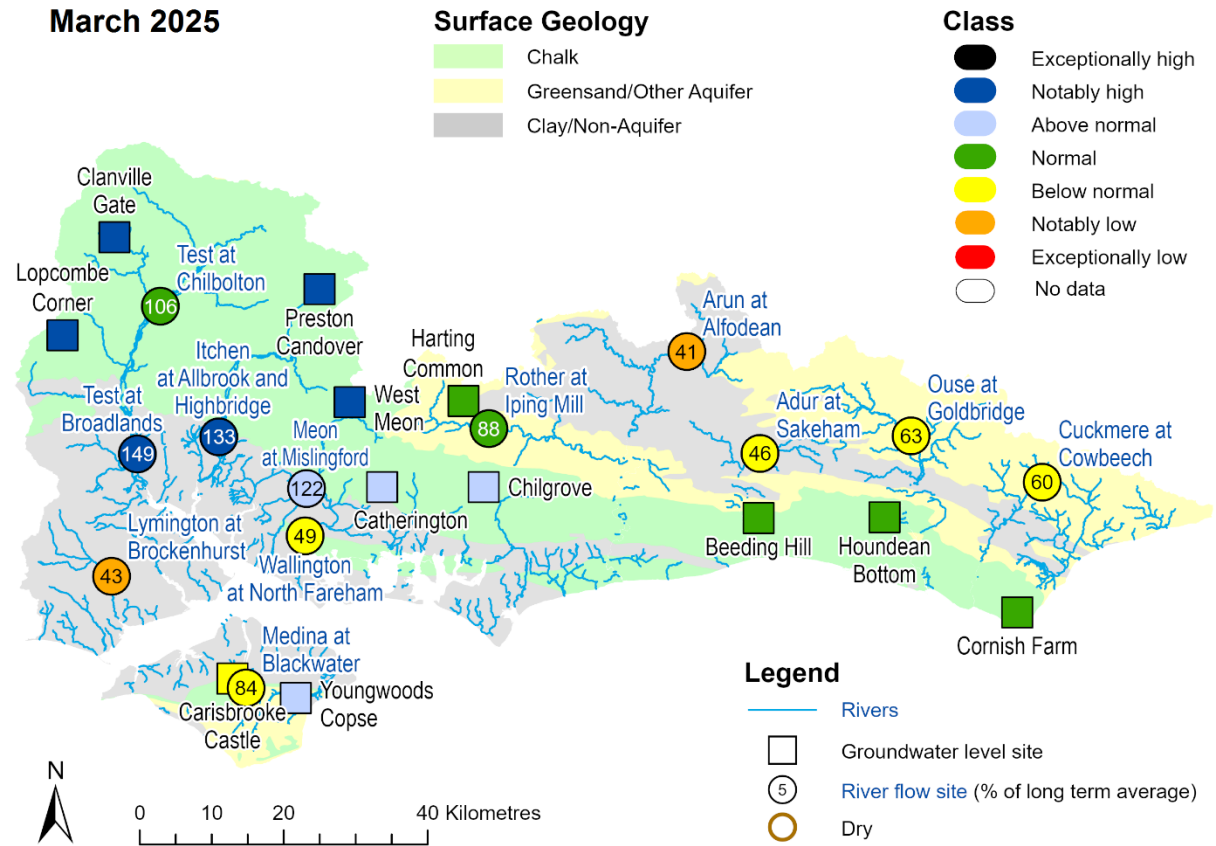 March 2025
Surface Geology
Chalk
Greensand/Other Aquifer
Clay/Non-Aquifer
Class
Exceptionally high
Notably high
Above normal
Normal
Below normal
Notably low
Exceptionally low
No data
Clanville
Gate
Lopcombe
Corner
Test at
Chilbolton
106
Preston
Candover
Itchen
at Allbrook and
Highbridge
133
Test at
Broadlands
149
West
Meon
Harting
Common
Rother at
Iping Mill
88
Arun at
Alfodean
41
Adur at
Sakeham
46
Ouse at
Goldbridge
63
Cuckmere at
Cowbeech
60
Meon
at Mislingford
122
Catherington
Chilgrove
Lymington at
Brockenhurst
43
49
Wallington
at North Fareham
Beeding Hill
Houndean
Bottom
Cornish Farm
Medina at
Blackwater
84
Carisbrooke
Castle
Youngwoods
Copse
N
0 10 20 40 Kilometres
Legend
Rivers
Groundwater level site
5
River flow site (% of long term average)
Dry